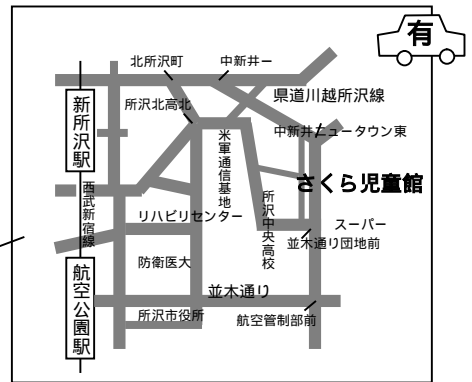 有
北所沢町
中新井一
県道川越所沢線
所沢北高北
新所沢駅
中新井ニュータウン東
米軍通信基地
さくら児童館
西武新宿線
リハビリセンター
所沢中央高校
スーパー
並木通り団地前
防衛医大
航空公園駅
並木通り
所沢市役所
航空管制部前